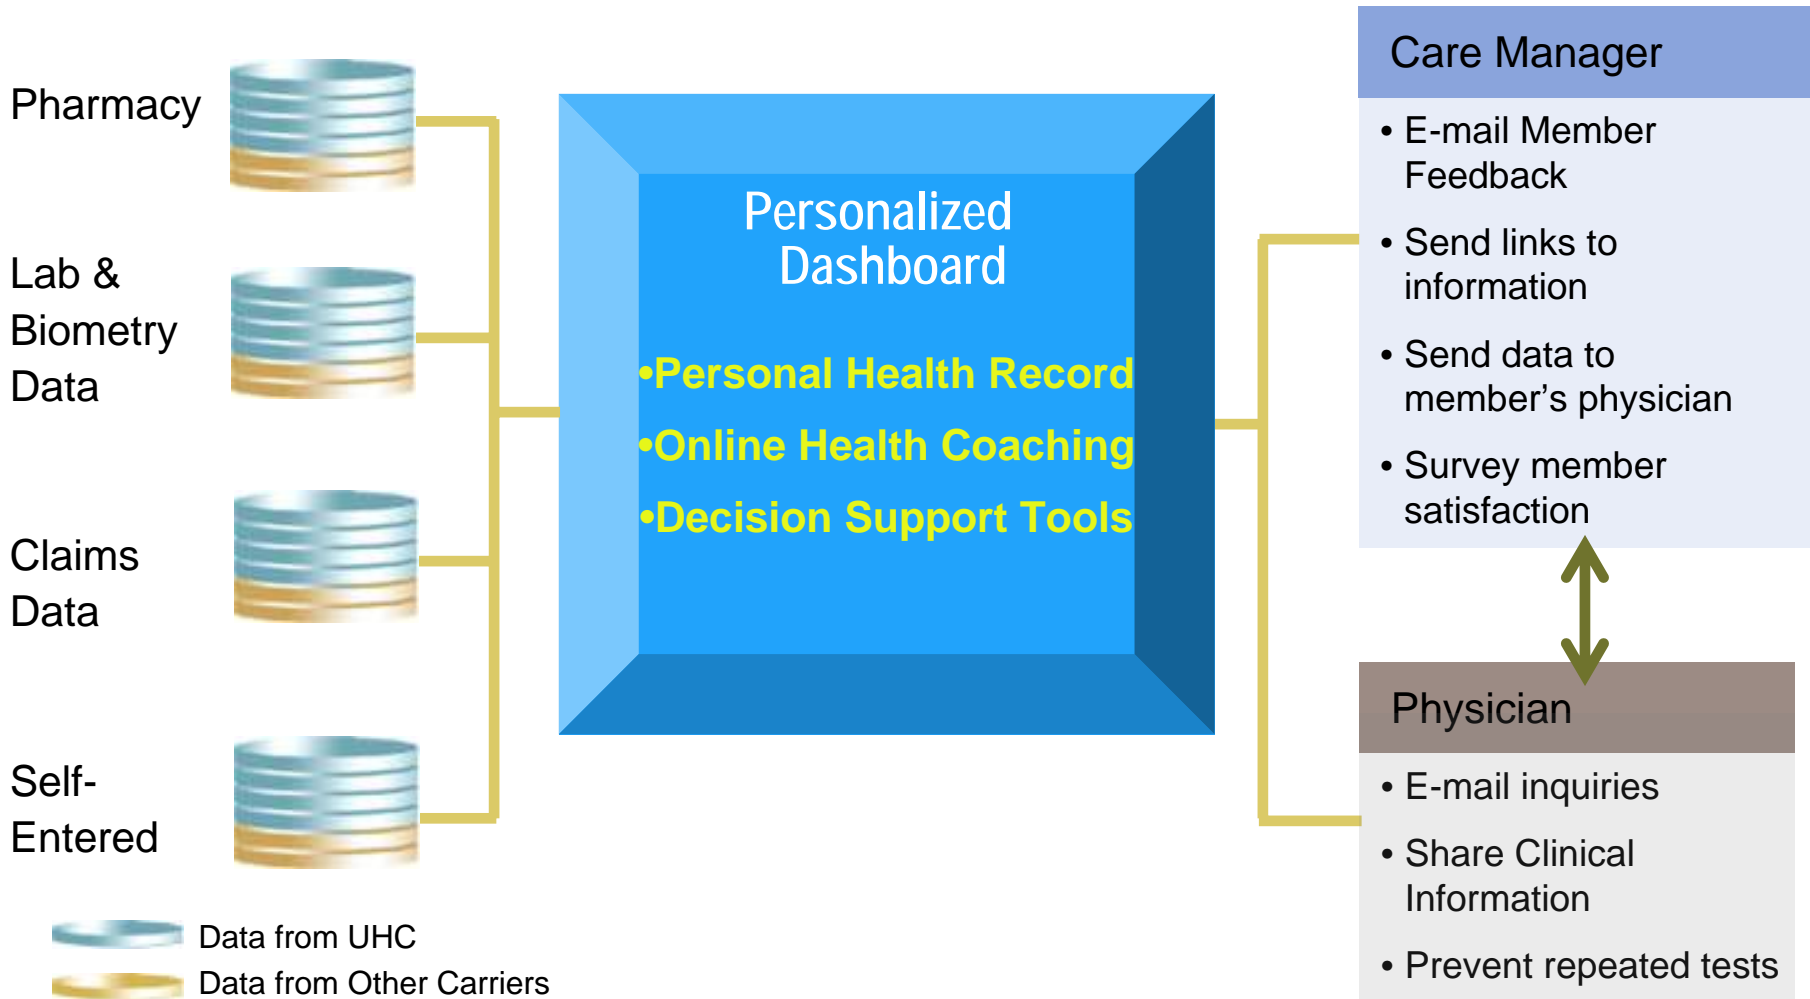 Pharmacy
Lab &
Biometry
Data
Claims
Data
Self-
Entered
Data from UHC
Data from Other Carriers
Personalized
Dashboard
•Personal Health Record
•Online Health Coaching
•Decision Support Tools
Care Manager
• E-mail Member
Feedback
• Send links to
information
• Send data to
member’s physician
• Survey member
satisfaction
Physician
• E-mail inquiries
• Share Clinical
Information
• Prevent repeated tests